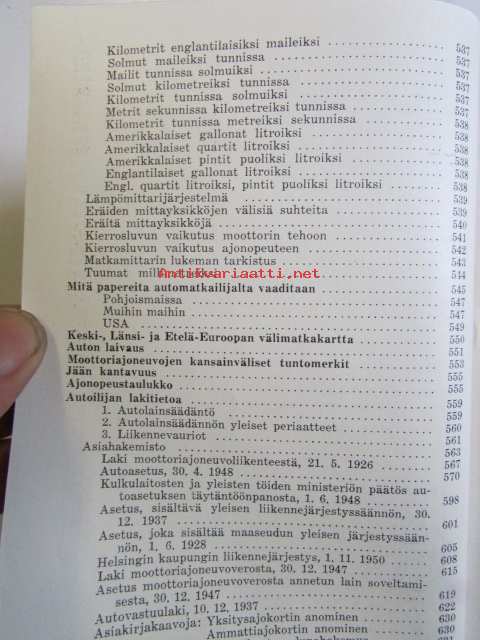 Kilometrit englantilaisiksi maileiksi 537
Solmut maileiksi tunnissa 537
Mailit tunnissa solmuiksi 537
Solmut kilometreiksi tunnissa 537
Kilometrit tunnissa solmuiksi 537
Metrit sekunnissa kilometreiksi tunnissa 537
Kilometrit tunnissa metreiksi sekunnissa 538
Amerikkalaiset gallonat litroiksi 538
Amerikkalaiset quartit litroiksi 538
Amerikkalaiset pintit puoliksi litroiksi 538
Englantilaiset gallonat litroiksi 538
Engl. quartit litroiksi, pintit puoliksi litroiksi 538
Lämpömittarijärjestelmä 539
Eräiden mittayksikköjen välisiä suhteita 539
Eräitä mittayksikköjä 540
Kierrosluvun vaikutus moottorin tehoon 541
Kierrosluvun vaikutus ajonopeuteen 542
Matkamittarin lukeman tarkistus 543
Tuumat 544
Antikvariaatti.net
Mitä papereita automatkailijalta vaaditaan 545
Pohjoismaissa 547
Muihin maihin 547
USA 549
Keski-, Länsi- ja Etelä-Euroopan välimatkakartta 550
Auton laivaus 551
Moottoriajoneuvojen kansainväliset tuntomerkit 553
Jään kantavuus 555
Ajonopeustaulukko 555
Autoilijan lakitietoa 559
1. Autolainsäädäntö 559
2. Autolainsäädännön yleiset periaatteet 560
3. Liikennevauriot 561
Asiahakemisto 563
Laki moottoriajoneuvoliikenteestä, 21. 5. 1926 567
Autoasetus, 30. 4. 1948 570
Kulkulaitosten ja yleisten töiden ministeriön päätös au-
toasetuksen täytäntöönpanosta, 1. 6. 1948 598
Asetus, sisältävä yleisen liikennejärjestyssäännön, 30.
12. 1937 601
Asetus, joka sisältää maaseudun yleisen järjestyssään-
nön, 1. 6. 1928 605
Helsingin kaupungin liikennejärjestys, 1. 11. 1950 608
Laki moottoriajoneuvoverosta, 30. 12. 1947 615
Asetus moottoriajoneuvoverosta annetun lain soveltami-
sesta, 30. 12. 1947 619
Autovastuulaki, 10. 12. 1937 622
Asiakirjakaavoja: Yksityisajokortin anominen 630
Ammattiajokortin anominen 630